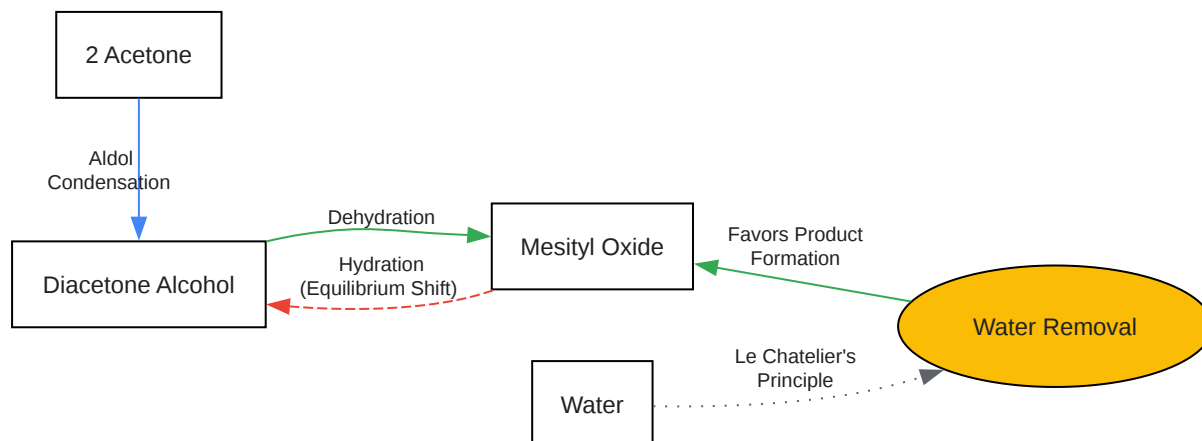 2 Acetone
Aldol
Condensation
Dehydration
Mesityl Oxide
Favors Product
Formation
Diacetone Alcohol
Hydration
(Equilibrium Shift)
Water Removal
Le Chatelier's
Principle
Water